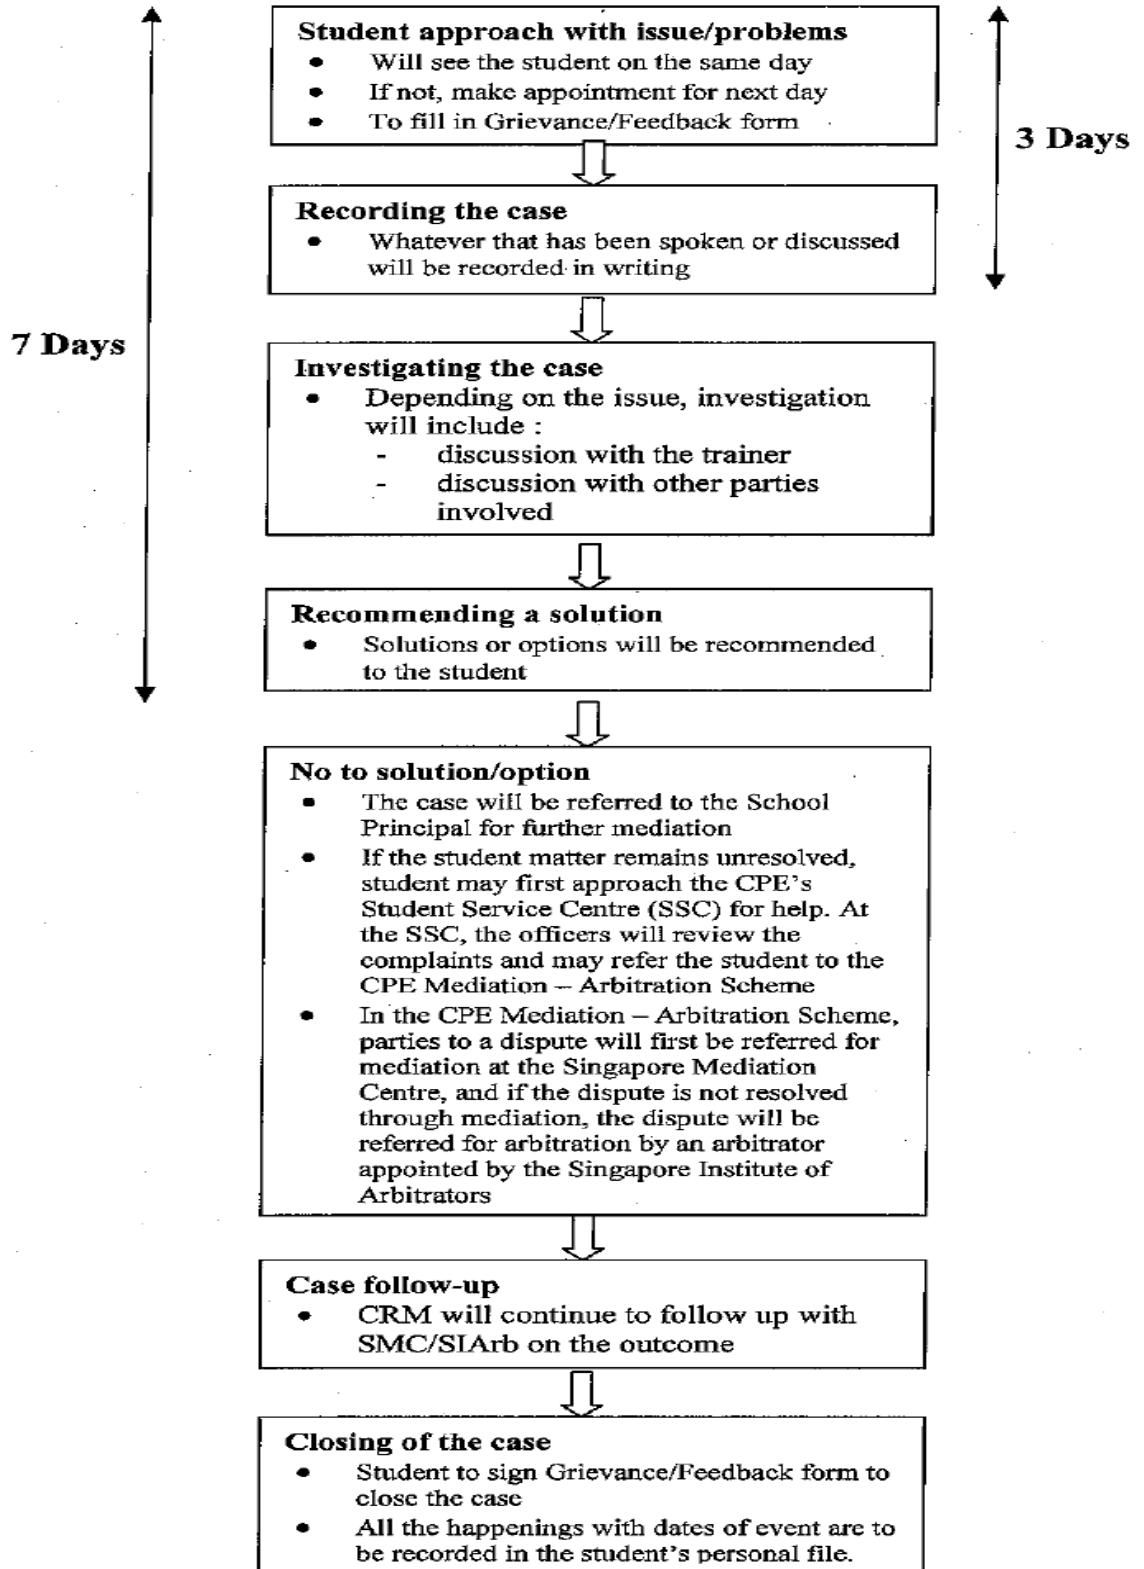 Student approach with issue/problems
• Will see the student on the same day
• If not, make appointment for next day
• To fill in Grievance/Feedback form
3 Days
Recording the case
• Whatever that has been spoken or discussed
will be recorded in writing
7 Days
Investigating the case
• Depending on the issue, investigation
will include :
- discussion with the trainer
- discussion with other parties
involved
Recommending a solution
• Solutions or options will be recommended
to the student
No to solution/option
• The case will be referred to the School
Principal for further mediation
• If the student matter remains unresolved,
student may first approach the CPE's
Student Service Centre (SSC) for help. At
the SSC, the officers will review the
complaints and may refer the student to the
CPE Mediation – Arbitration Scheme
• In the CPE Mediation – Arbitration Scheme,
parties to a dispute will first be referred for
mediation at the Singapore Mediation
Centre, and if the dispute is not resolved
through mediation, the dispute will be
referred for arbitration by an arbitrator
appointed by the Singapore Institute of
Arbitrators
Case follow-up
• CRM will continue to follow up with
SMC/SIArb on the outcome
Closing of the case
• Student to sign Grievance/Feedback form to
close the case
• All the happenings with dates of event are to
be recorded in the student's personal file.